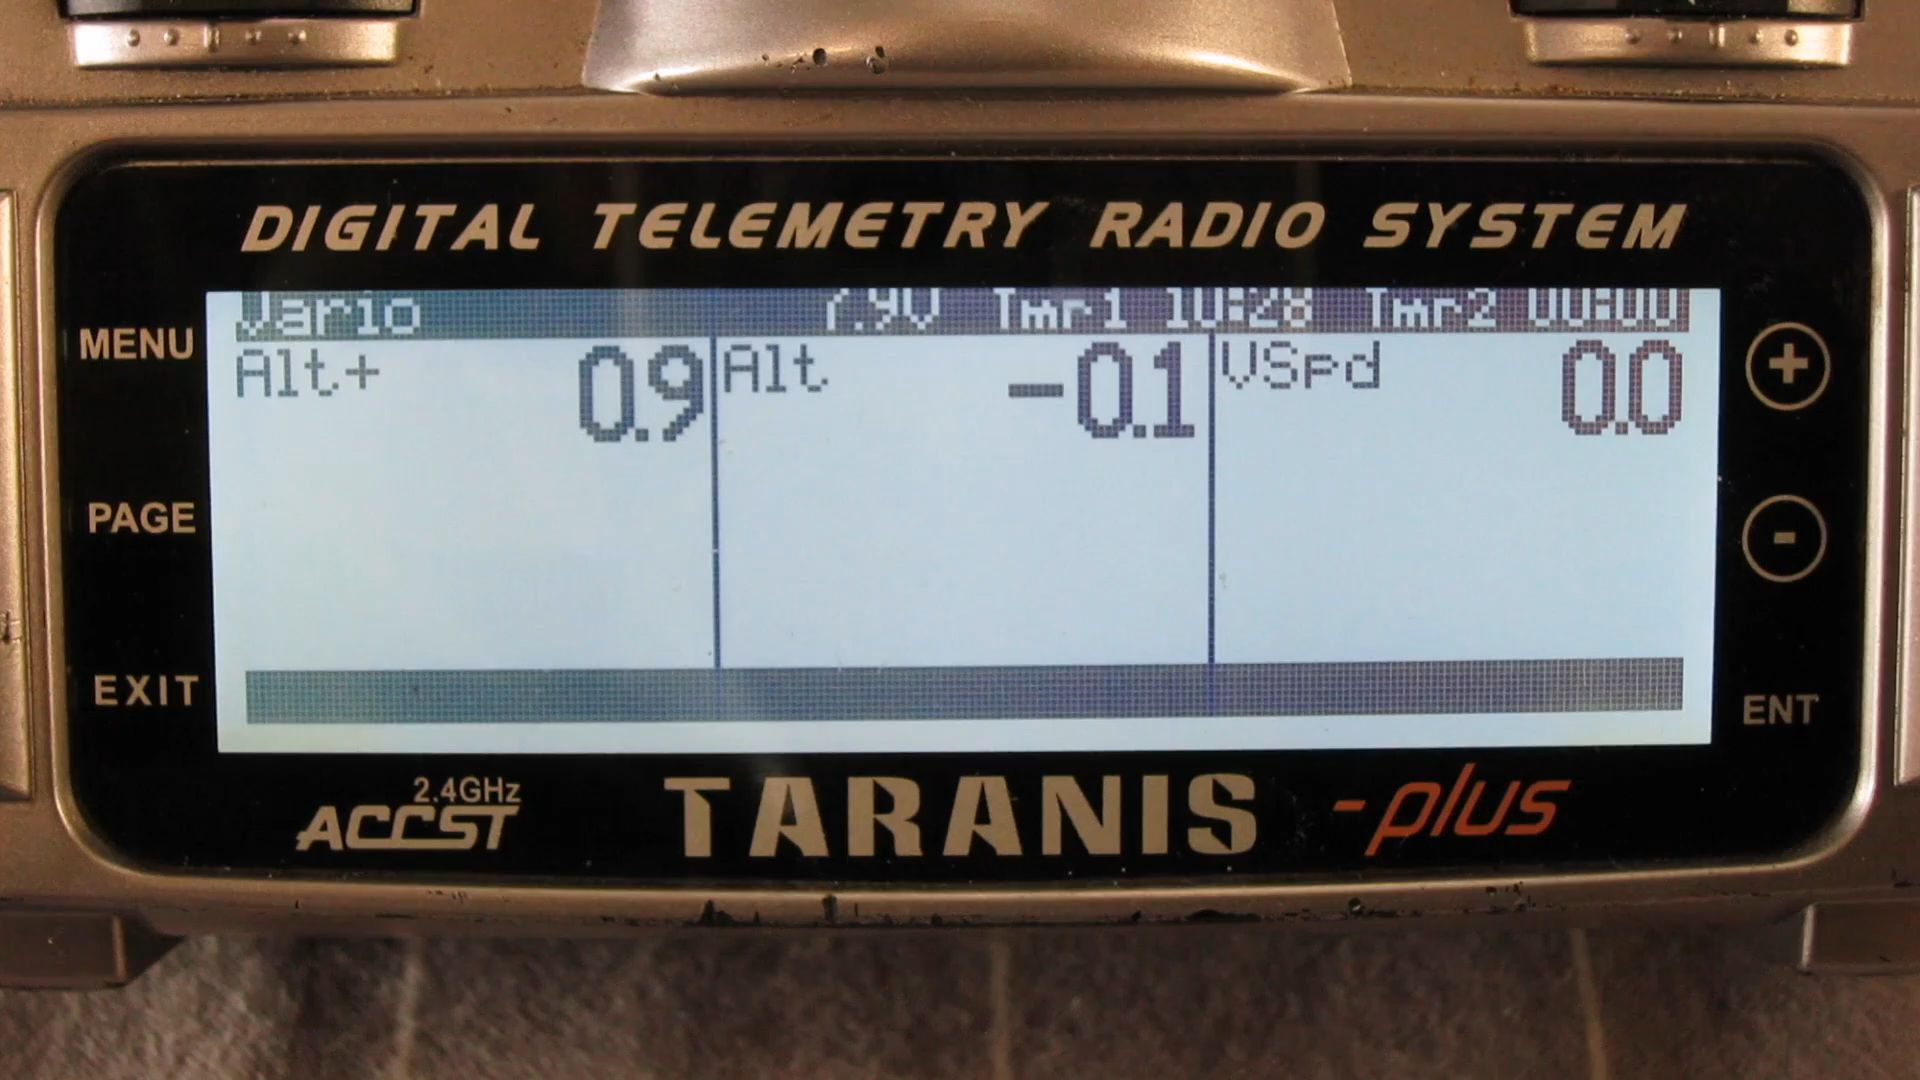 DIGITAL TELEMETRY RADIO SYSTEM
Vario 7.9V Tmr1 10:28 Tmr2 00:00
MENU
Alt+ 0.9 Alt -0.1 VSpd 0.0
+
PAGE
-
EXIT
ENT
2.4GHz
ACCST
TARANIS -plus